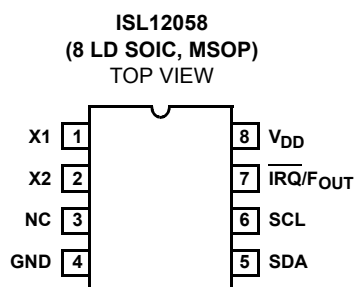 ISL12058
(8 LD SOIC, MSOP)
TOP VIEW
X1 1 8 VDD
X2 2 7 IRQ/FOUT
NC 3 6 SCL
GND 4 5 SDA